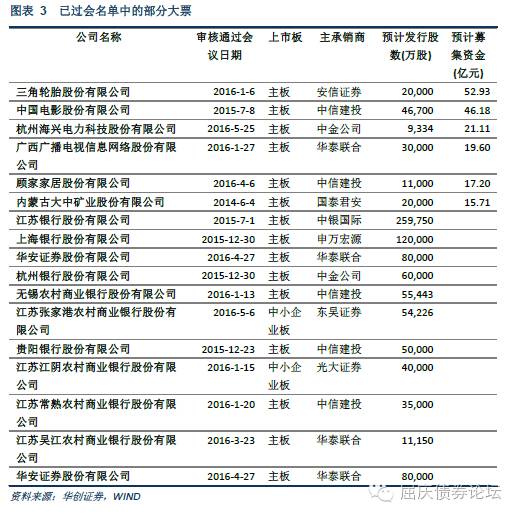 图表 3 已过会名单中的部分大票
公司名称 审核通过会 上市板 主承销商 预计发行股 预计募
议日期 数(万股) 集资金
(亿元)
三角轮胎股份有限公司 2016-1-6 主板 安信证券 20,000 52.93
中国电影股份有限公司 2015-7-8 主板 中信建投 46,700 46.18
杭州海兴电力科技股份有限公司 2016-5-25 主板 中金公司 9,334 21.11
广西广播电视信息网络股份有限 2016-1-27 主板 华泰联合 30,000 19.60
公司
顾家家居股份有限公司 2016-4-6 主板 中信建投 11,000 17.20
内蒙古大中矿业股份有限公司 2014-6-4 主板 国泰君安 20,000 15.71
江苏银行股份有限公司 2015-7-1 主板 中银国际 259,750
上海银行股份有限公司 2015-12-30 主板 申万宏源 120,000
华安证券股份有限公司 2016-4-27 主板 华泰联合 80,000
杭州银行股份有限公司 2015-12-30 主板 中金公司 60,000
无锡农村商业银行股份有限公司 2016-1-13 主板 中信建投 55,443
江苏张家港农村商业银行股份有 2016-5-6 中小企 东吴证券 54,226
限公司 业板
贵阳银行股份有限公司 2015-12-23 主板 中信建投 50,000
江苏江阴农村商业银行股份有限 2016-1-15 中小企 光大证券 40,000
公司 业板
江苏常熟农村商业银行股份有限 2016-1-20 主板 中信建投 35,000
公司
江苏吴江农村商业银行股份有限 2016-3-23 主板 华泰联合 11,150
公司
华安证券股份有限公司 2016-4-27 主板 华泰联合 80,000
资料来源：华创证券，WIND
屈庆债券论坛